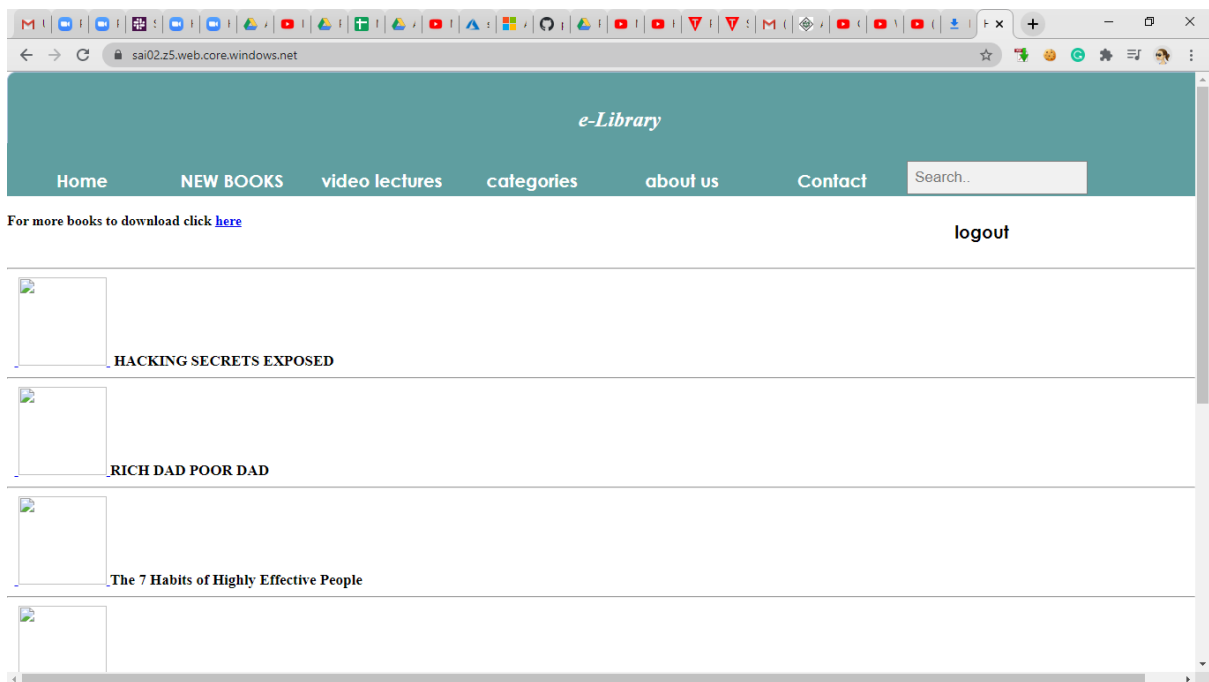 sai02.z5.web.core.windows.net
e-Library
Home NEW BOOKS video lectures categories about us Contact Search..
For more books to download click here
logout
HACKING SECRETS EXPOSED
RICH DAD POOR DAD
The 7 Habits of Highly Effective People